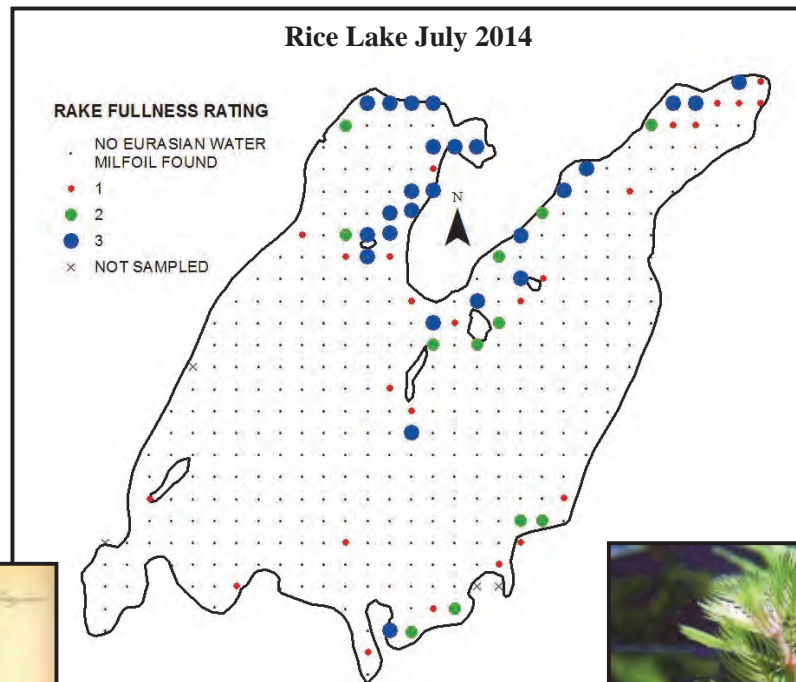 Rice Lake July 2014
RAKE FULLNESS RATING
NO EURASIAN WATER
MILFOIL FOUND
1
2
3
NOT SAMPLED
N